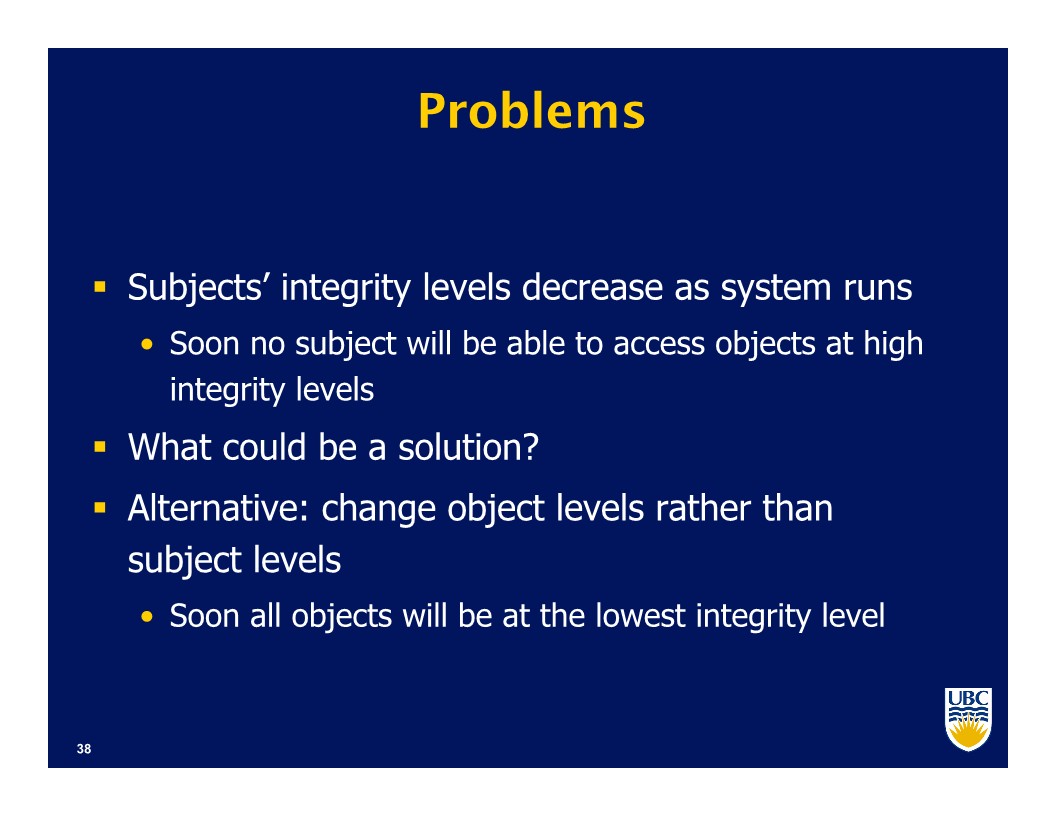 Problems
▪ Subjects’ integrity levels decrease as system runs
• Soon no subject will be able to access objects at high
integrity levels
▪ What could be a solution?
▪ Alternative: change object levels rather than
subject levels
• Soon all objects will be at the lowest integrity level
UBC
38